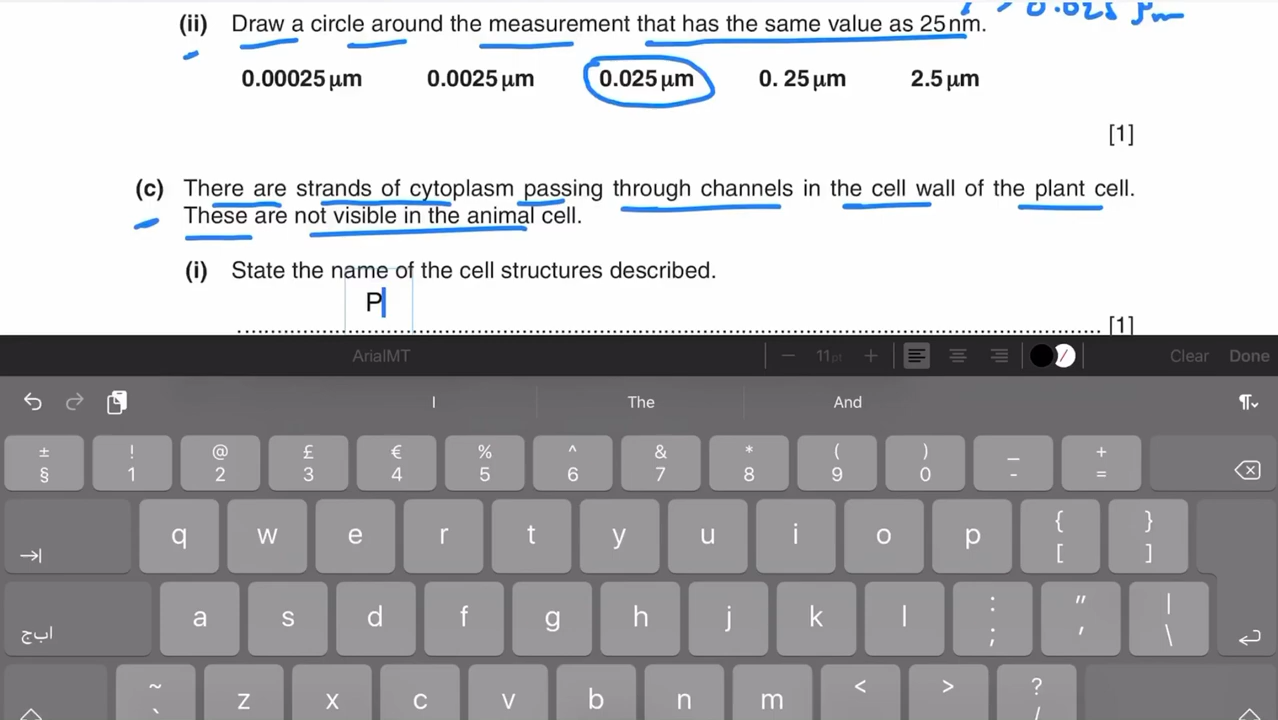 > 0.025 μm
(ii) Draw a circle around the measurement that has the same value as 25 nm.
0.00025 μm 0.0025 μm 0.025 μm 0. 25 μm 2.5 μm
[1]
(c) There are strands of cytoplasm passing through channels in the cell wall of the plant cell.
These are not visible in the animal cell.
(i) State the name of the cell structures described.
P
[1]
ArialMT − 11pt + Clear Done
I The And
± ! @ £ € % ^ & * ( ) _ +
§ 1 2 3 4 5 6 7 8 9 0 - =
q w e r t y u i o p { }
[ ]
ابج a s d f g h j k l : " |
; ' \
~ z x c v b n m < > ?
` /